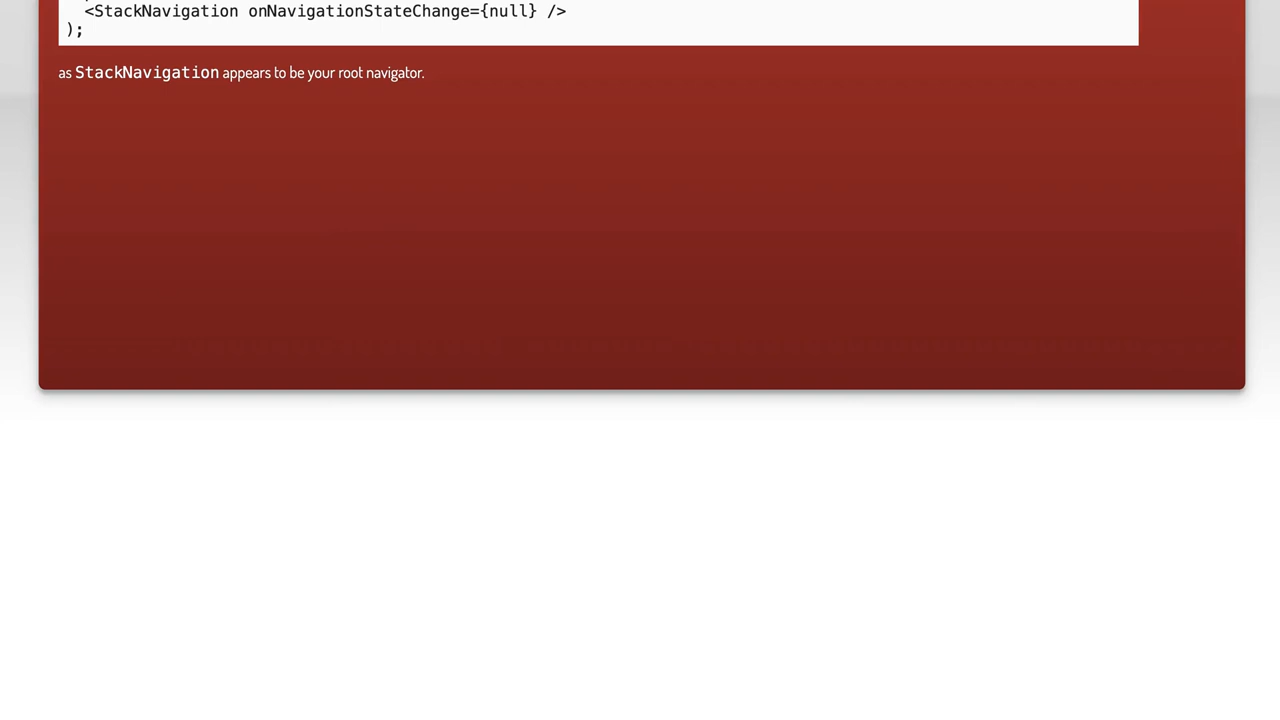 <StackNavigation onNavigationStateChange={null} />
);
as StackNavigation appears to be your root navigator.